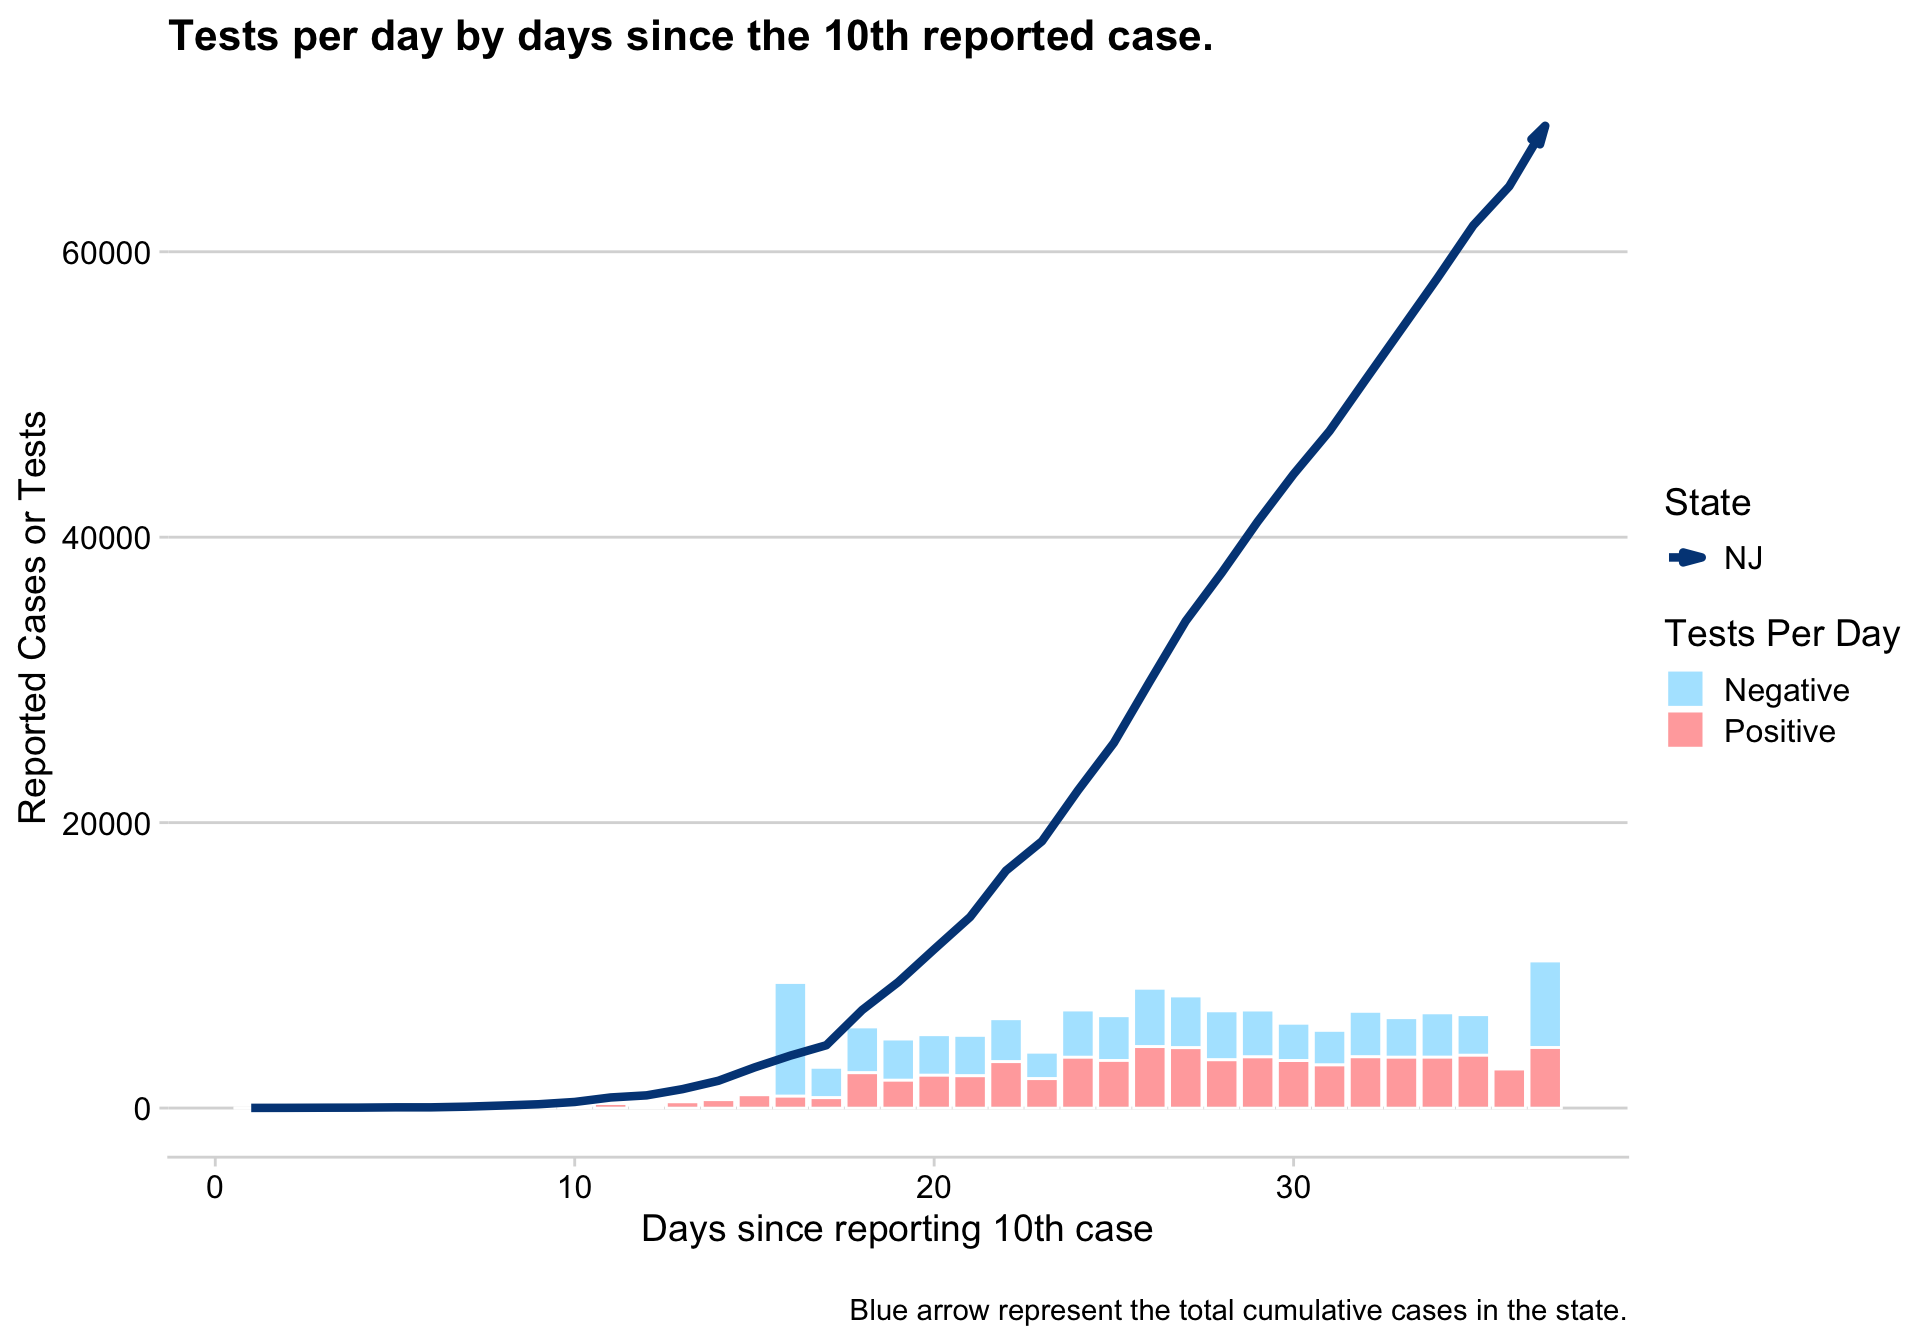 Tests per day by days since the 10th reported case.
Reported Cases or Tests
60000
40000
20000
0
0 10 20 30
Days since reporting 10th case
State
NJ
Tests Per Day
Negative
Positive
Blue arrow represent the total cumulative cases in the state.